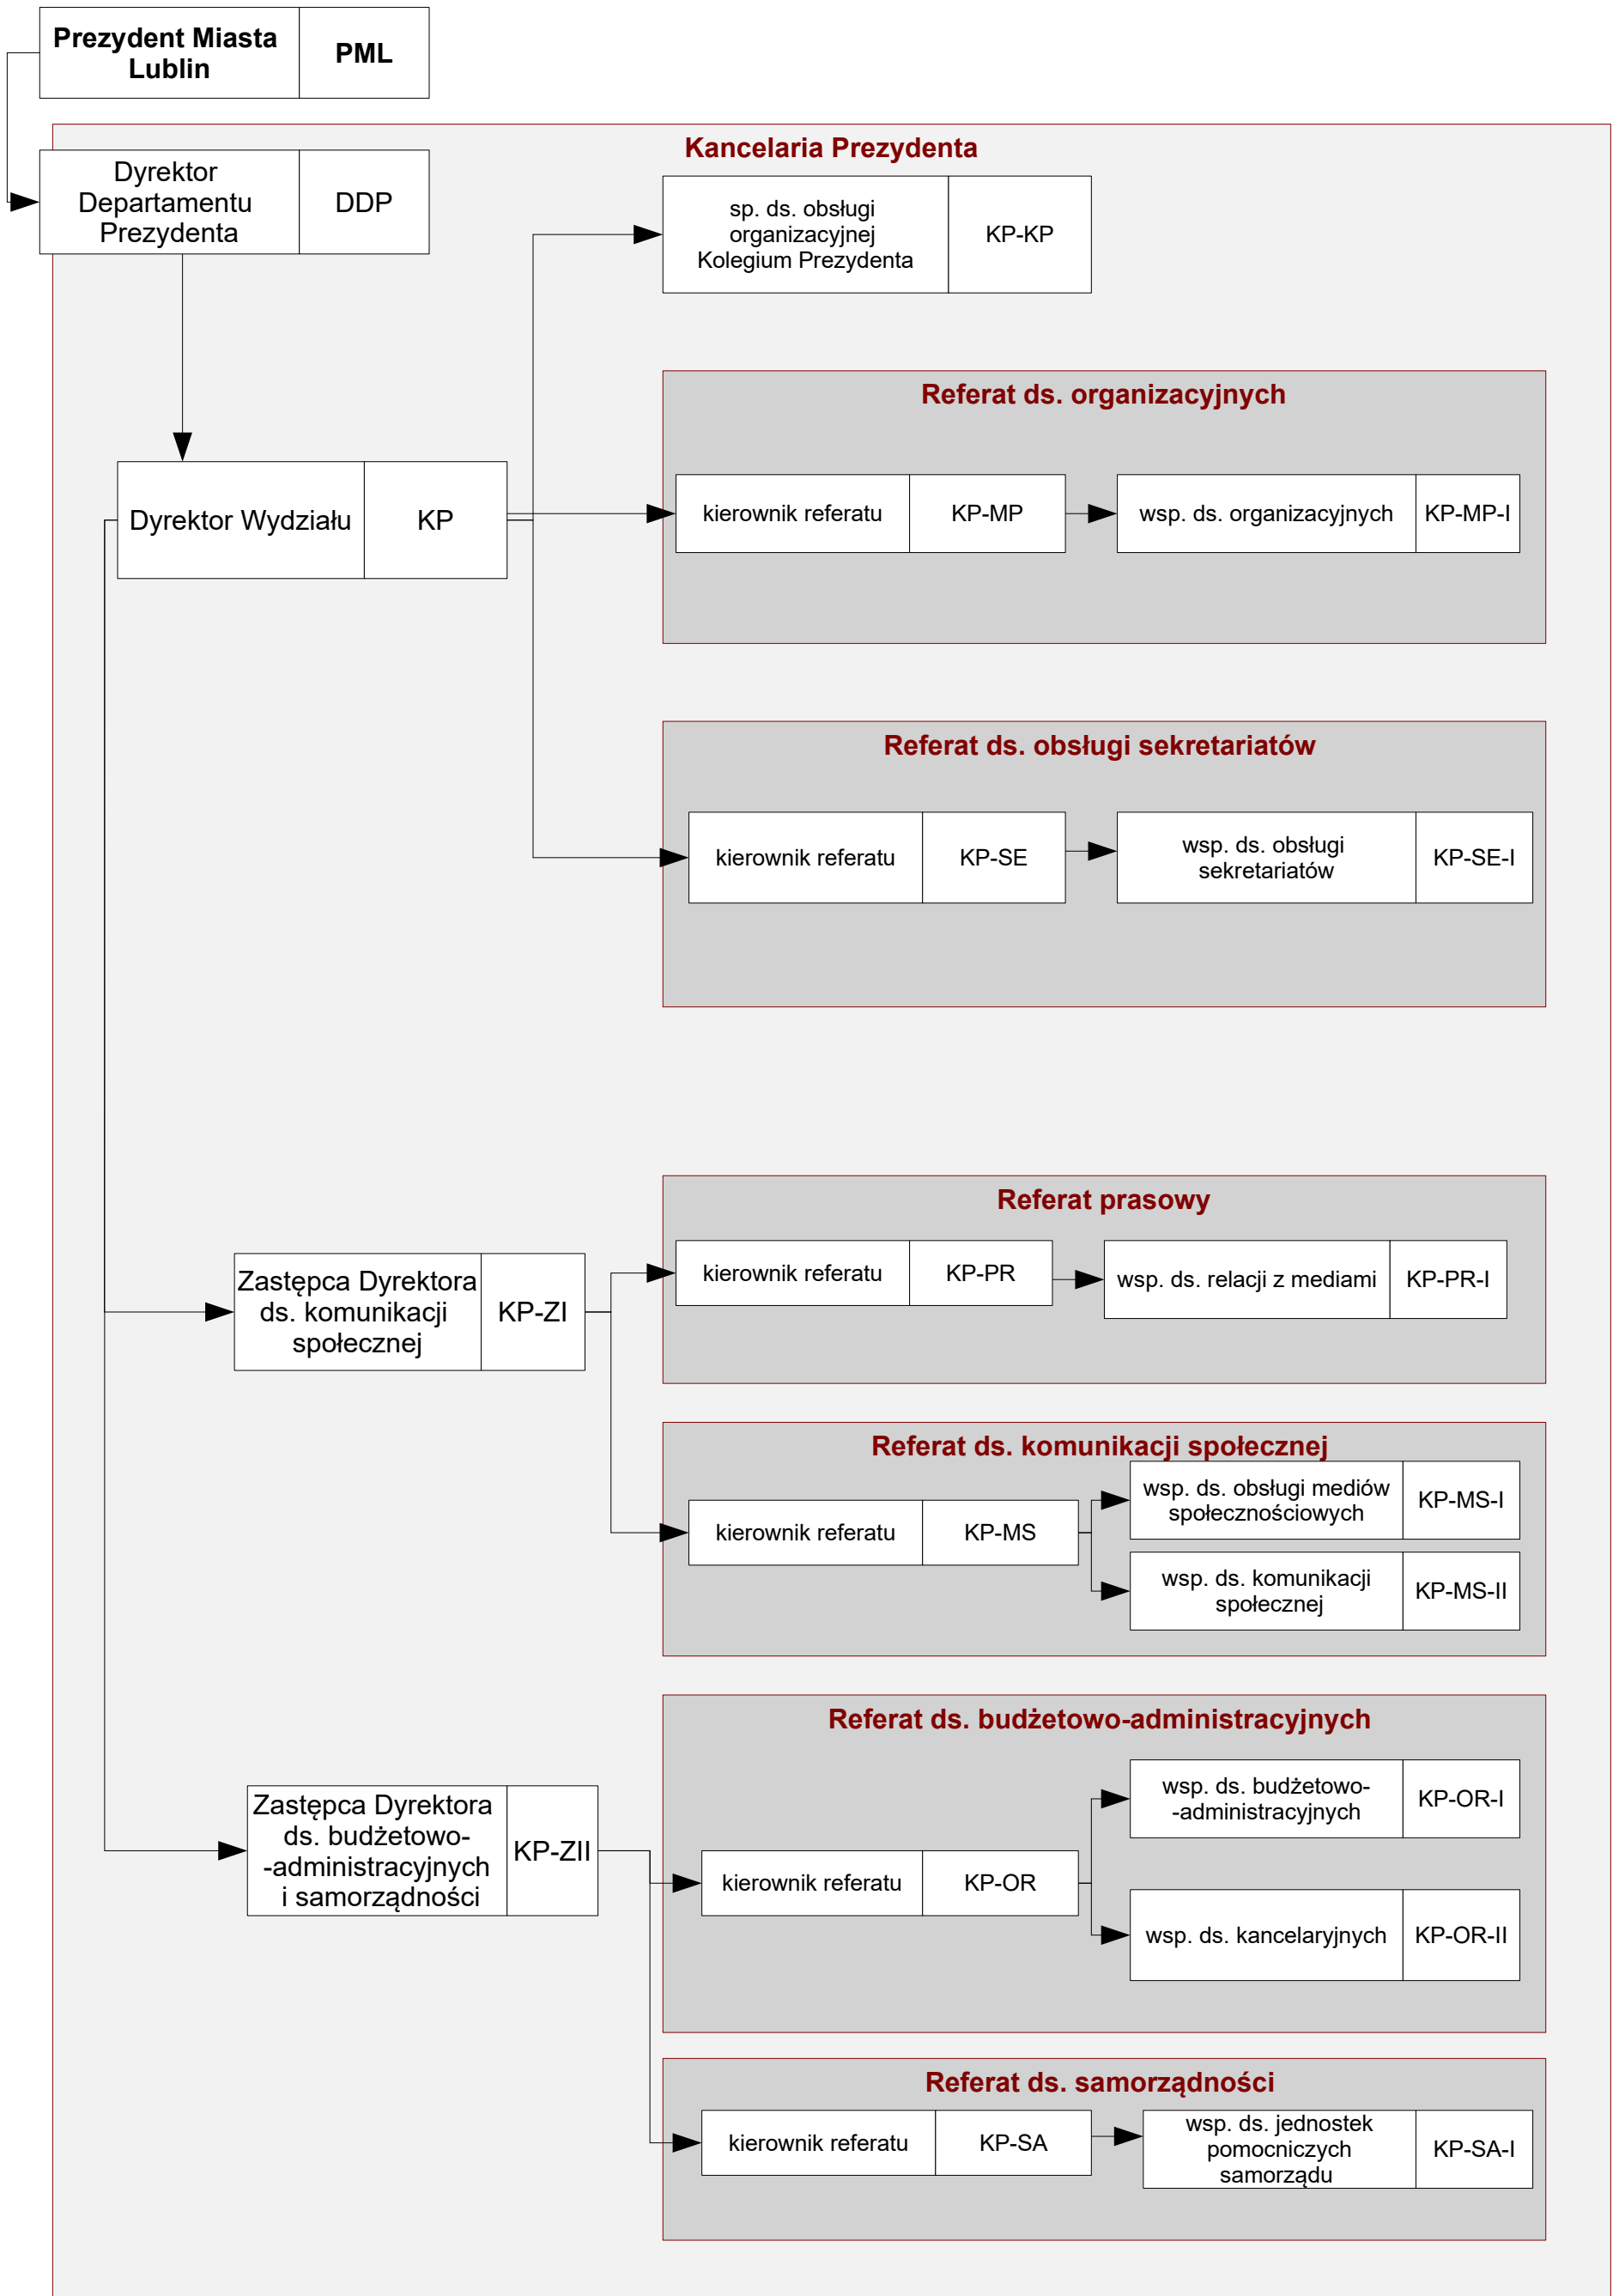 Prezydent Miasta
Lublin
PML
Kancelaria Prezydenta
Dyrektor
Departamentu
Prezydenta
DDP
sp. ds. obsługi
organizacyjnej
Kolegium Prezydenta
KP-KP
Referat ds. organizacyjnych
Dyrektor Wydziału
KP
kierownik referatu
KP-MP
wsp. ds. organizacyjnych
KP-MP-I
Referat ds. obsługi sekretariatów
kierownik referatu
KP-SE
wsp. ds. obsługi
sekretariatów
KP-SE-I
Referat prasowy
Zastępca Dyrektora
ds. komunikacji
społecznej
KP-ZI
kierownik referatu
KP-PR
wsp. ds. relacji z mediami
KP-PR-I
Referat ds. komunikacji społecznej
kierownik referatu
KP-MS
wsp. ds. obsługi mediów
społecznościowych
KP-MS-I
wsp. ds. komunikacji
społecznej
KP-MS-II
Referat ds. budżetowo-administracyjnych
Zastępca Dyrektora
ds. budżetowo-
-administracyjnych
i samorządności
KP-ZII
kierownik referatu
KP-OR
wsp. ds. budżetowo-
-administracyjnych
KP-OR-I
wsp. ds. kancelaryjnych
KP-OR-II
Referat ds. samorządności
kierownik referatu
KP-SA
wsp. ds. jednostek
pomocniczych
samorządu
KP-SA-I